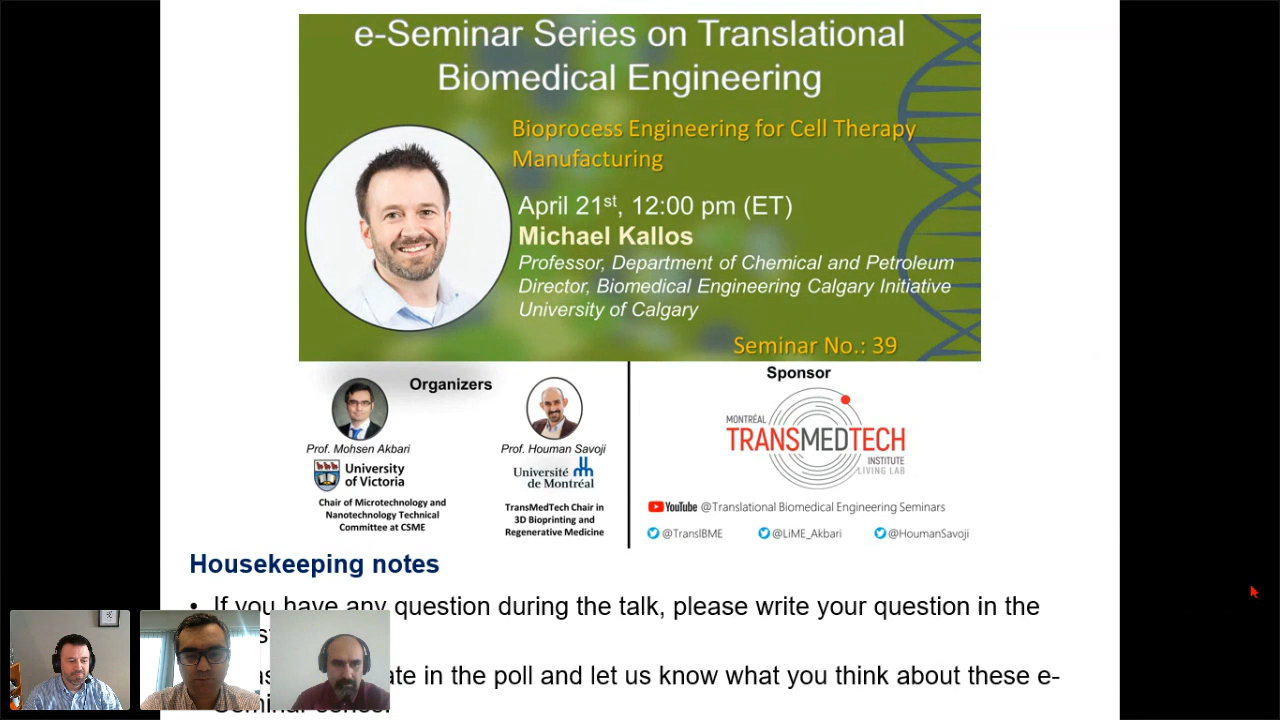 e-Seminar Series on Translational
Biomedical Engineering
Bioprocess Engineering for Cell Therapy
Manufacturing
April 21st, 12:00 pm (ET)
Michael Kallos
Professor, Department of Chemical and Petroleum
Director, Biomedical Engineering Calgary Initiative
University of Calgary
Seminar No.: 39
Organizers
Prof. Mohsen Akbari
University
of Victoria
Chair of Microtechnology and
Nanotechnology Technical
Committee at CSME
Prof. Houman Savoji
Université
de Montréal
TransMedTech Chair in
3D Bioprinting and
Regenerative Medicine
Sponsor
MONTRÉAL
TRANSMEDTECH
INSTITUTE
LIVING LAB
YouTube @Translational Biomedical Engineering Seminars
@TranslBME @LiME_Akbari @HoumanSavoji
Housekeeping notes
• If you have any question during the talk, please write your question in the
in the poll and let us know what you think about these e-